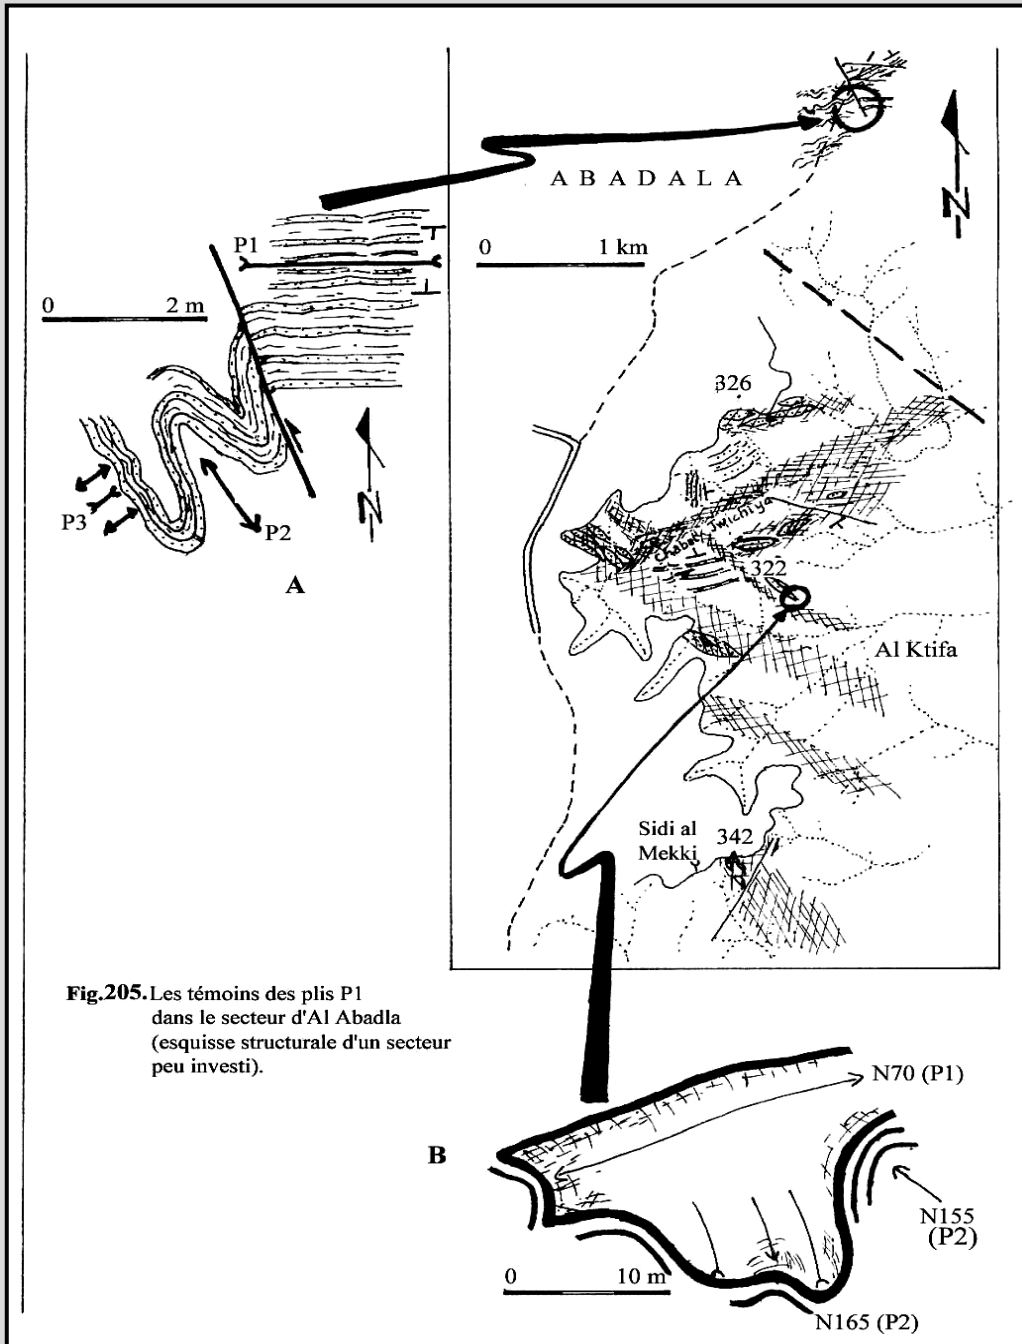 N
A B A D A L A
P1
0 1 km
0 2 m
326
N
P3
P2
A
Chabet Jwichiya
322
Al Ktifa
Sidi al
Mekki
342
Fig.205. Les témoins des plis P1
dans le secteur d'Al Abadla
(esquisse structurale d'un secteur
peu investi).
N70 (P1)
B
N155
(P2)
0 10 m
N165 (P2)